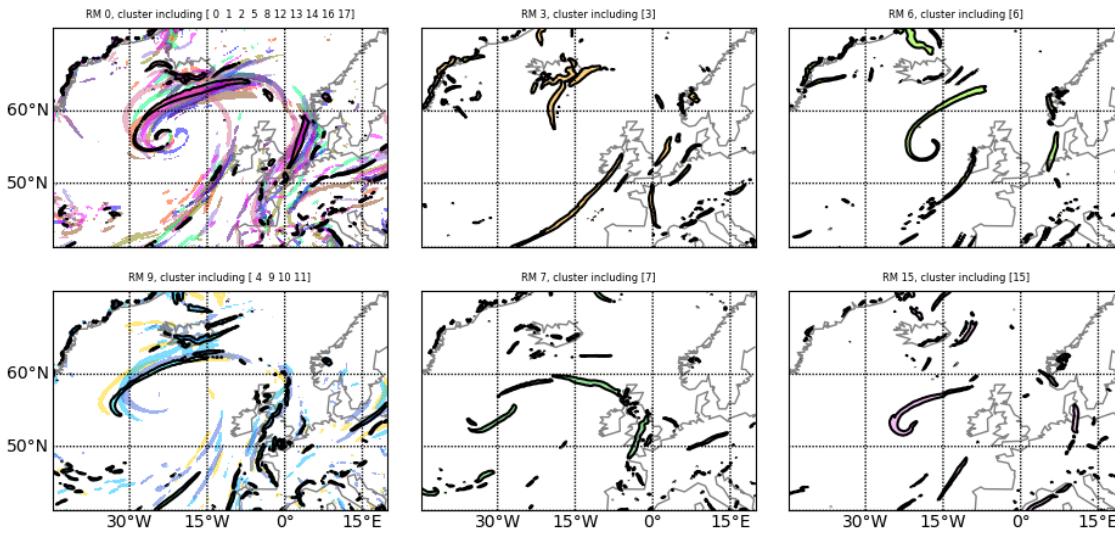 RM 0, cluster including [ 0 1 2 5 8 12 13 14 16 17]
RM 3, cluster including [3]
RM 6, cluster including [6]
60°N
50°N
RM 9, cluster including [ 4 9 10 11]
RM 7, cluster including [7]
RM 15, cluster including [15]
60°N
50°N
30°W 15°W 0° 15°E
30°W 15°W 0° 15°E
30°W 15°W 0° 15°E